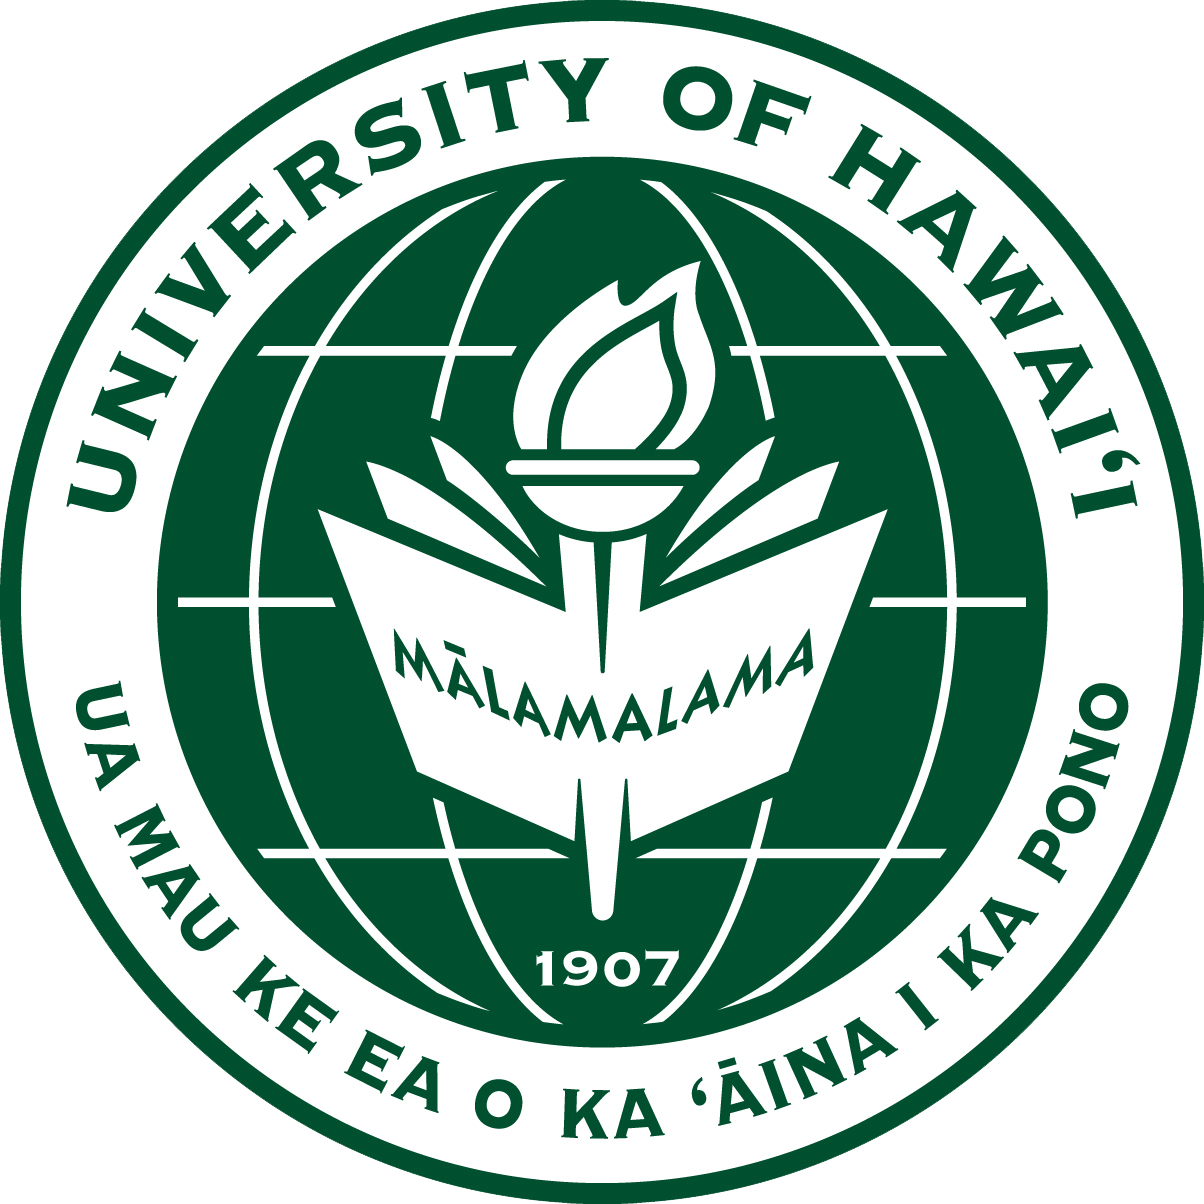 UNIVERSITY OF HAWAIʻI
MĀLAMALAMA
1907
UA MAU KE EA O KA ʻĀINA I KA PONO